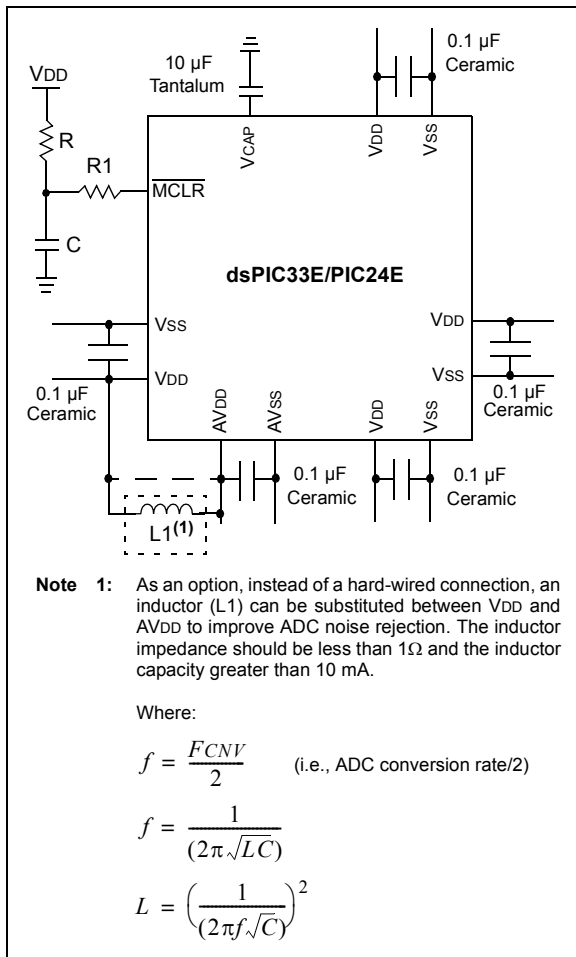 0.1 µF
Ceramic
10 µF
Tantalum
VDD
R
R1
C
VCAP
VDD
VSS
MCLR
dsPIC33E/PIC24E
VSS
VDD
VDD
VSS
0.1 µF
Ceramic
0.1 µF
Ceramic
AVDD
AVSS
VDD
VSS
0.1 µF
Ceramic
0.1 µF
Ceramic
L1(1)
Note 1: As an option, instead of a hard-wired connection, an
inductor (L1) can be substituted between VDD and
AVDD to improve ADC noise rejection. The inductor
impedance should be less than 1Ω and the inductor
capacity greater than 10 mA.
Where:
f = FCNV / 2 (i.e., ADC conversion rate/2)
f = 1 / (2π√LC)
L = (1 / (2πf√C))²